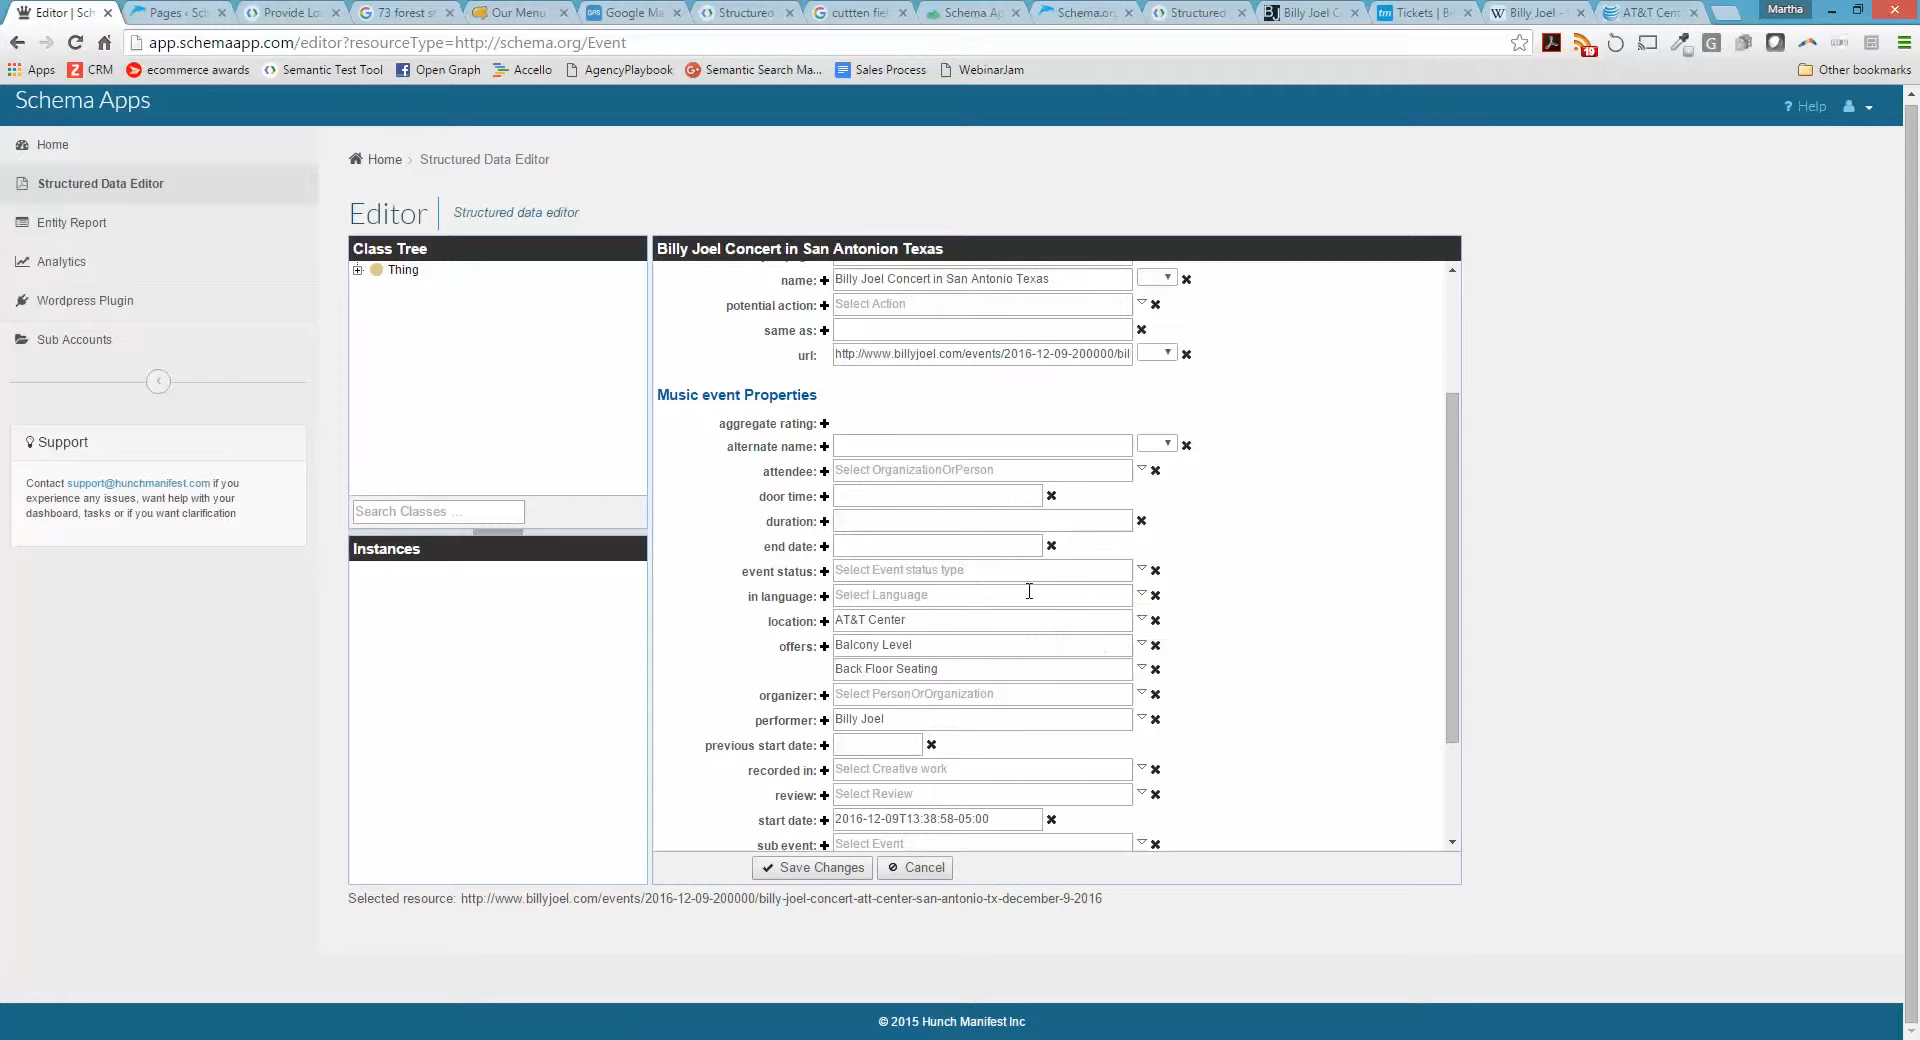 Editor | Sch
Pages ‹ Sch
Provide Lo
73 forest s
Our Menu
Google M
Structured
cuttten fie
Schema Ap
Schema.or
Structured
Billy Joel C
Tickets | B
Billy Joel -
AT&T Cent
Martha
app.schemaapp.com/editor?resourceType=http://schema.org/Event
19
Apps
CRM
ecommerce awards
Semantic Test Tool
Open Graph
Accello
AgencyPlaybook
Semantic Search Ma...
Sales Process
WebinarJam
Other bookmarks
Schema Apps
? Help
Home
Structured Data Editor
Entity Report
Analytics
Wordpress Plugin
Sub Accounts
Support
Contact support@hunchmanifest.com if you
experience any issues, want help with your
dashboard, tasks or if you want clarification
Home › Structured Data Editor
Editor Structured data editor
Class Tree
Thing
Search Classes ...
Instances
Billy Joel Concert in San Antonion Texas
name: Billy Joel Concert in San Antonio Texas
potential action: Select Action
same as:
url: http://www.billyjoel.com/events/2016-12-09-200000/bil
Music event Properties
aggregate rating:
alternate name:
attendee: Select OrganizationOrPerson
door time:
duration:
end date:
event status: Select Event status type
in language: Select Language
location: AT&T Center
offers: Balcony Level
Back Floor Seating
organizer: Select PersonOrOrganization
performer: Billy Joel
previous start date:
recorded in: Select Creative work
review: Select Review
start date: 2016-12-09T13:38:58-05:00
sub event: Select Event
Save Changes
Cancel
Selected resource: http://www.billyjoel.com/events/2016-12-09-200000/billy-joel-concert-att-center-san-antonio-tx-december-9-2016
© 2015 Hunch Manifest Inc